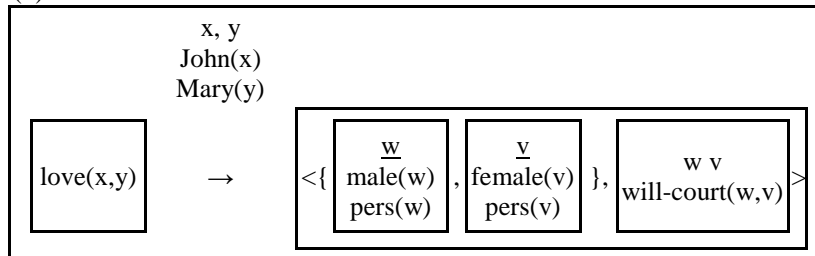 x, y
John(x)
Mary(y)
love(x,y) → <{ w male(w) pers(w) , v female(v) pers(v) }, w v will-court(w,v) >